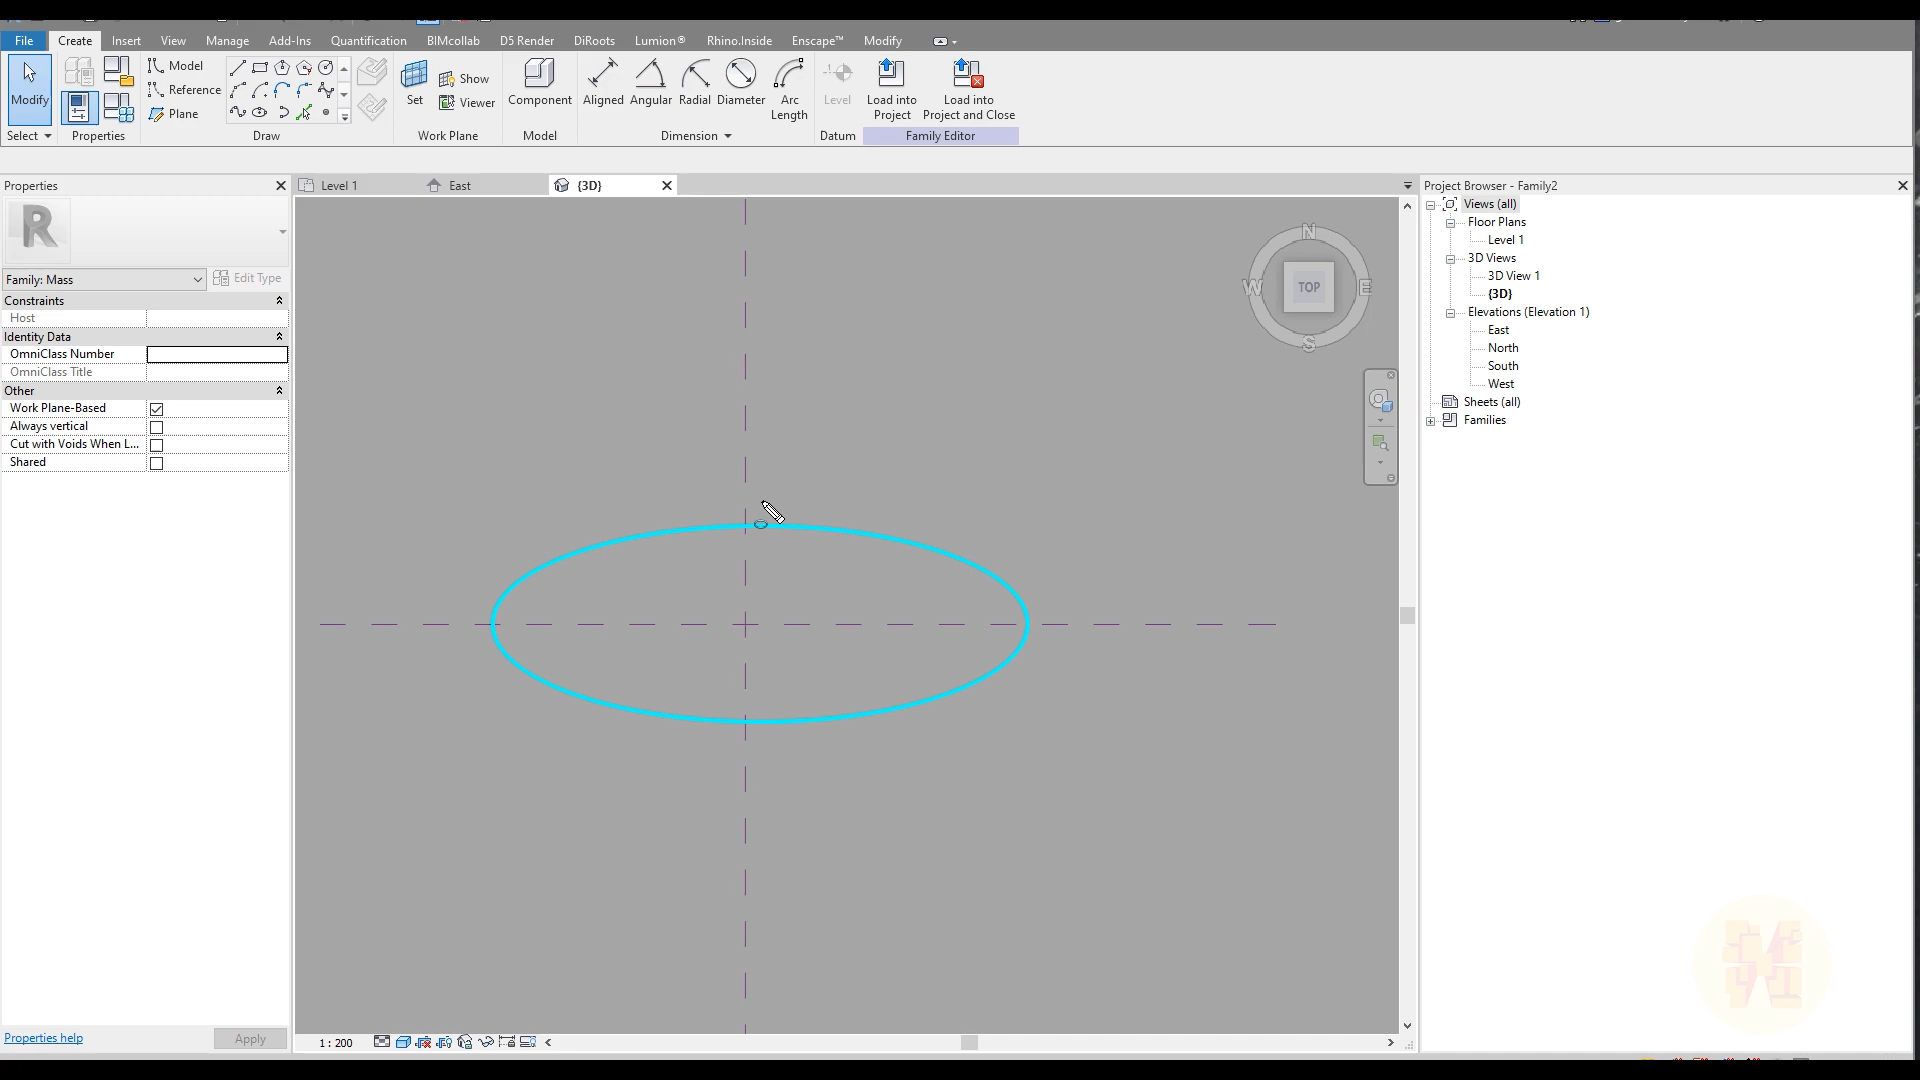 File Create Insert View Manage Add-Ins Quantification BIMcollab D5 Render DiRoots Lumion® Rhino.Inside Enscape™ Modify
Modify
Model
Reference
Plane
Set
Show
Viewer
Component
Aligned Angular Radial Diameter Arc Length
Level
Load into Project
Load into Project and Close
Select Properties Draw Work Plane Model Dimension Datum Family Editor
Properties
Level 1 East {3D}
Project Browser - Family2
R
Family: Mass Edit Type
Constraints
Host
Identity Data
OmniClass Number
OmniClass Title
Other
Work Plane-Based
Always vertical
Cut with Voids When L...
Shared
N
W TOP E
S
Views (all)
Floor Plans
Level 1
3D Views
3D View 1
{3D}
Elevations (Elevation 1)
East
North
South
West
Sheets (all)
Families
Properties help Apply
1 : 200